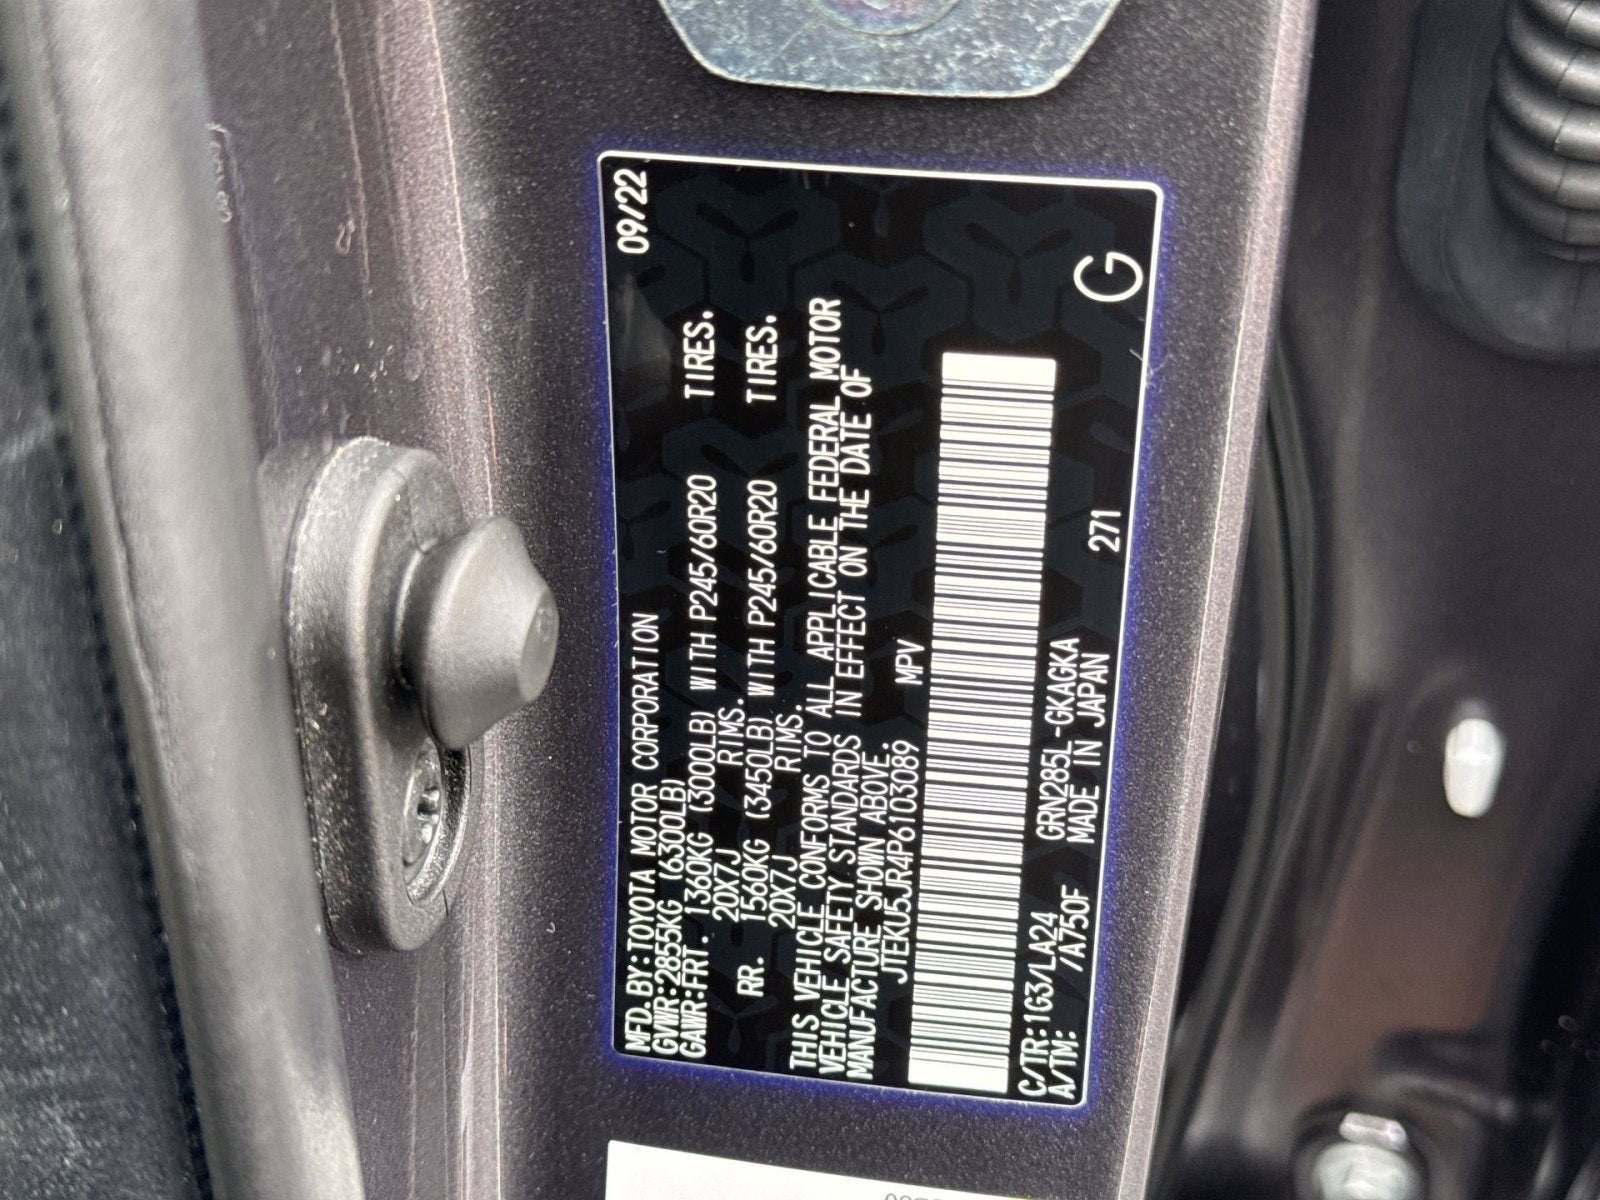 MFD.BY:TOYOTA MOTOR CORPORATION 09/22
GVWR:2855KG (6300LB)
GAWR:FRT. 1360KG (3000LB) WITH P245/60R20 TIRES.
20X7J RIMS.
RR. 1560KG (3450LB) WITH P245/60R20 TIRES.
20X7J RIMS.
THIS VEHICLE CONFORMS TO ALL APPLICABLE FEDERAL MOTOR
VEHICLE SAFETY STANDARDS IN EFFECT ON THE DATE OF
MANUFACTURE SHOWN ABOVE.
JTEKU5JR4P6103089 MPV
C/TR:1G3/LA24 GRN285L-GKAGKA 271 G
A/TM: /A750F MADE IN JAPAN